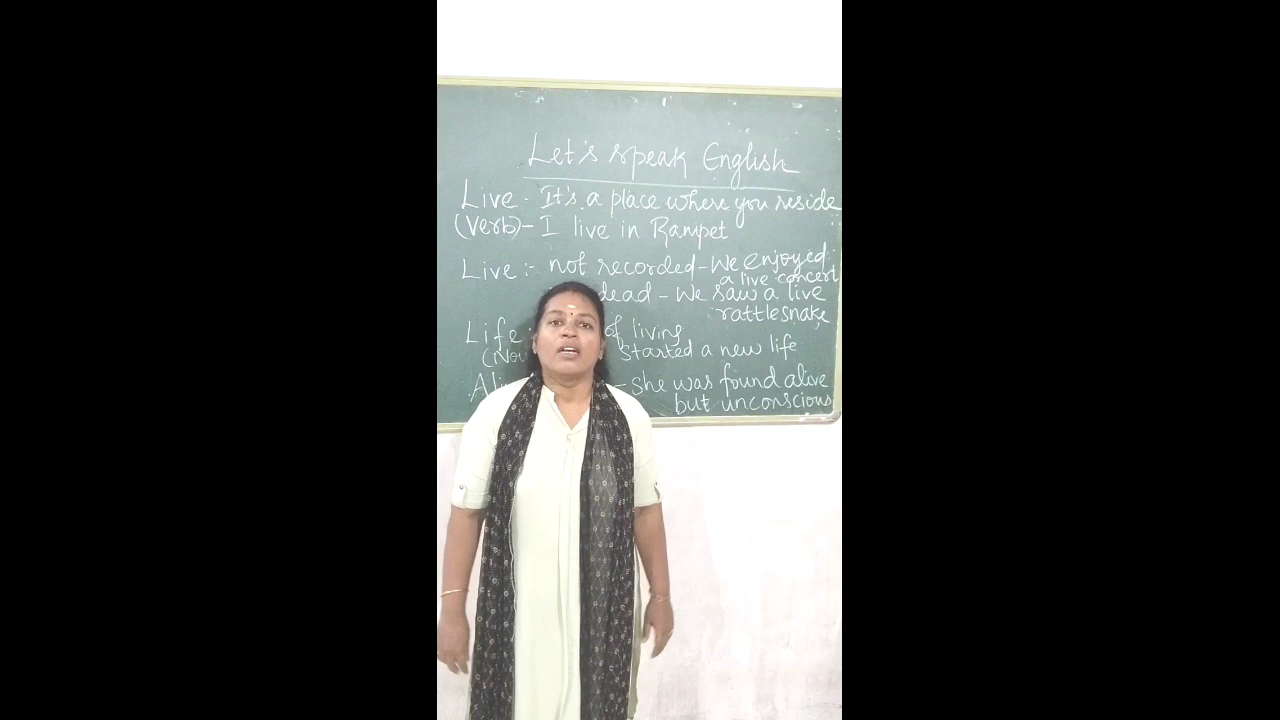 Let's speak English
Live - It's a place where you reside
(Verb) - I live in Ranipet
Live :- not recorded - We enjoyed
a live concert
dead - We saw a live
rattlesnake
Life : of living
Started a new life
- She was found alive
but unconscious